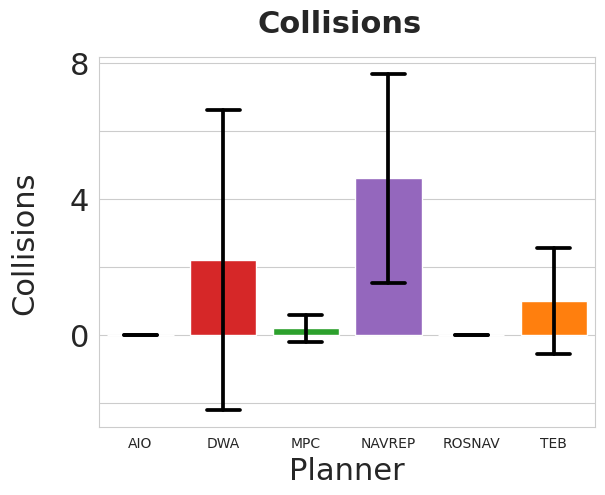 Collisions
8
4
0
Collisions
AIO DWA MPC NAVREP ROSNAV TEB
Planner